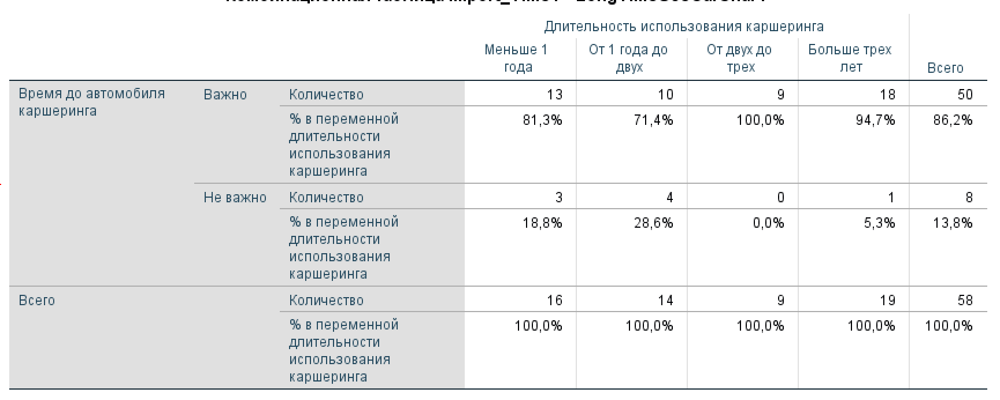 Длительность использования каршеринга
Меньше 1 года
От 1 года до двух
От двух до трех
Больше трех лет
Всего
Время до автомобиля каршеринга
Важно
Количество
13 10 9 18 50
% в переменной длительности использования каршеринга
81,3% 71,4% 100,0% 94,7% 86,2%
Не важно
Количество
3 4 0 1 8
% в переменной длительности использования каршеринга
18,8% 28,6% 0,0% 5,3% 13,8%
Всего
Количество
16 14 9 19 58
% в переменной длительности использования каршеринга
100,0% 100,0% 100,0% 100,0% 100,0%